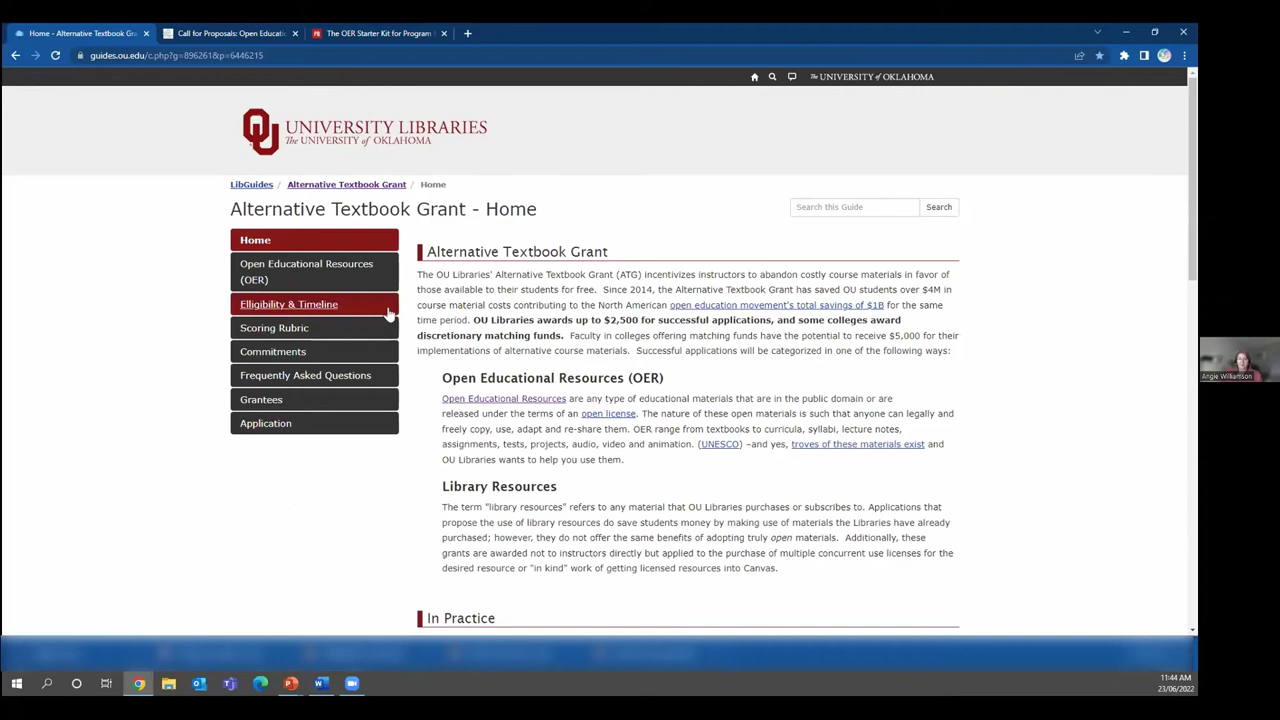 Home - Alternative Textbook Gra
Call for Proposals: Open Educati
The OER Starter Kit for Program
guides.ou.edu/c.php?g=896261&p=6446215
The UNIVERSITY of OKLAHOMA
UNIVERSITY LIBRARIES
The UNIVERSITY OF OKLAHOMA
LibGuides / Alternative Textbook Grant / Home
Alternative Textbook Grant - Home
Search this Guide
Search
Home
Open Educational Resources
(OER)
Elligibility & Timeline
Scoring Rubric
Commitments
Frequently Asked Questions
Grantees
Application
Alternative Textbook Grant
The OU Libraries' Alternative Textbook Grant (ATG) incentivizes instructors to abandon costly course materials in favor of
those available to their students for free. Since 2014, the Alternative Textbook Grant has saved OU students over $4M in
course material costs contributing to the North American open education movement's total savings of $1B for the same
time period. OU Libraries awards up to $2,500 for successful applications, and some colleges award
discretionary matching funds. Faculty in colleges offering matching funds have the potential to receive $5,000 for their
implementations of alternative course materials. Successful applications will be categorized in one of the following ways:
Open Educational Resources (OER)
Open Educational Resources are any type of educational materials that are in the public domain or are
released under the terms of an open license. The nature of these open materials is such that anyone can legally and
freely copy, use, adapt and re-share them. OER range from textbooks to curricula, syllabi, lecture notes,
assignments, tests, projects, audio, video and animation. (UNESCO) –and yes, troves of these materials exist and
OU Libraries wants to help you use them.
Library Resources
The term "library resources" refers to any material that OU Libraries purchases or subscribes to. Applications that
propose the use of library resources do save students money by making use of materials the Libraries have already
purchased; however, they do not offer the same benefits of adopting truly open materials. Additionally, these
grants are awarded not to instructors directly but applied to the purchase of multiple concurrent use licenses for the
desired resource or "in kind" work of getting licensed resources into Canvas.
In Practice
Angie Williamson
11:44 AM
23/06/2022